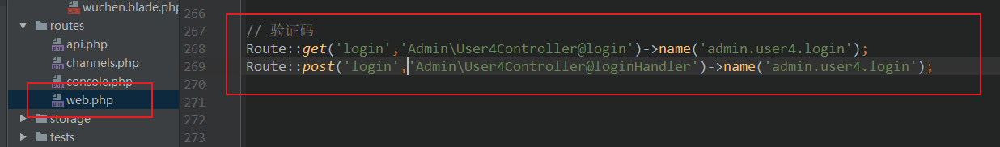 wuchen.blade.php
routes
api.php
channels.php
console.php
web.php
storage
tests
266
267 // 验证码
268 Route::get('login','Admin\User4Controller@login')->name('admin.user4.login');
269 Route::post('login','Admin\User4Controller@loginHandler')->name('admin.user4.login');
270
271
272
273